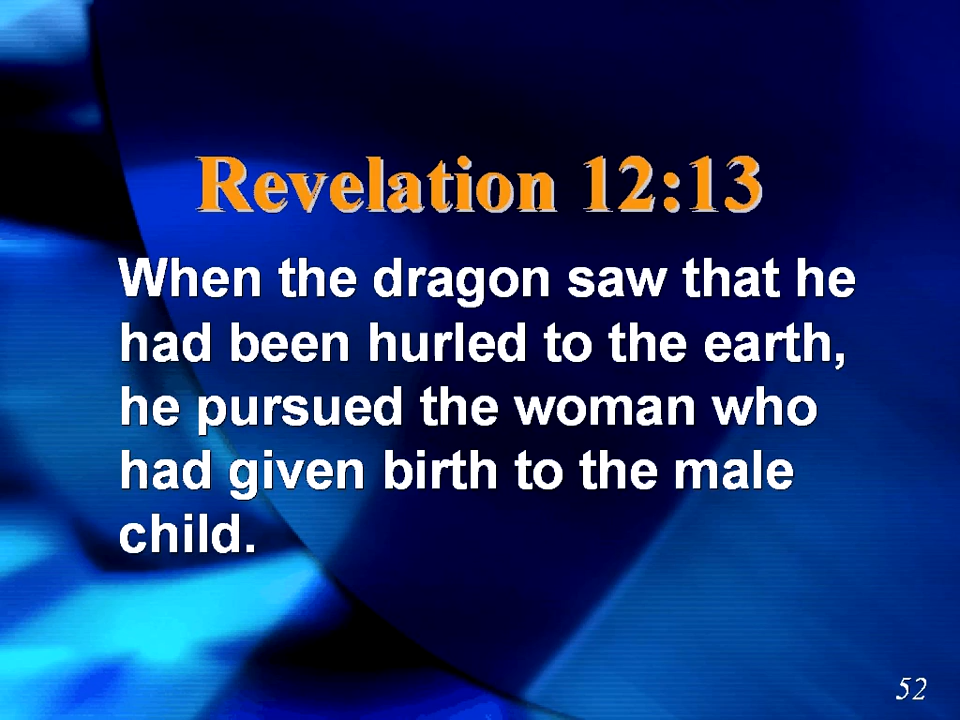 Revelation 12:13
When the dragon saw that he
had been hurled to the earth,
he pursued the woman who
had given birth to the male
child.
52